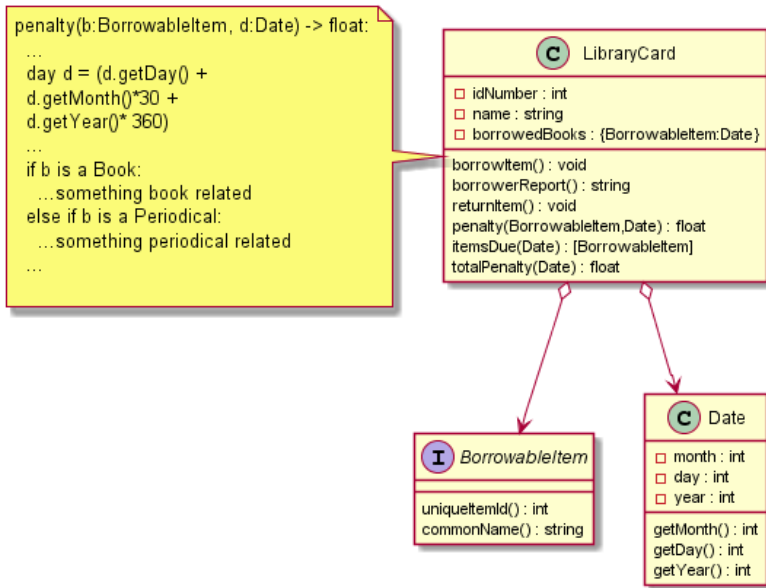 penalty(b:BorrowableItem, d:Date) -> float:
...
day d = (d.getDay() +
d.getMonth()*30 +
d.getYear()* 360)
...
if b is a Book:
...something book related
else if b is a Periodical:
...something periodical related
...
C LibraryCard
idNumber : int
name : string
borrowedBooks : {BorrowableItem:Date}
borrowItem() : void
borrowerReport() : string
returnItem() : void
penalty(BorrowableItem,Date) : float
itemsDue(Date) : [BorrowableItem]
totalPenalty(Date) : float
I BorrowableItem
uniqueItemId() : int
commonName() : string
C Date
month : int
day : int
year : int
getMonth() : int
getDay() : int
getYear() : int